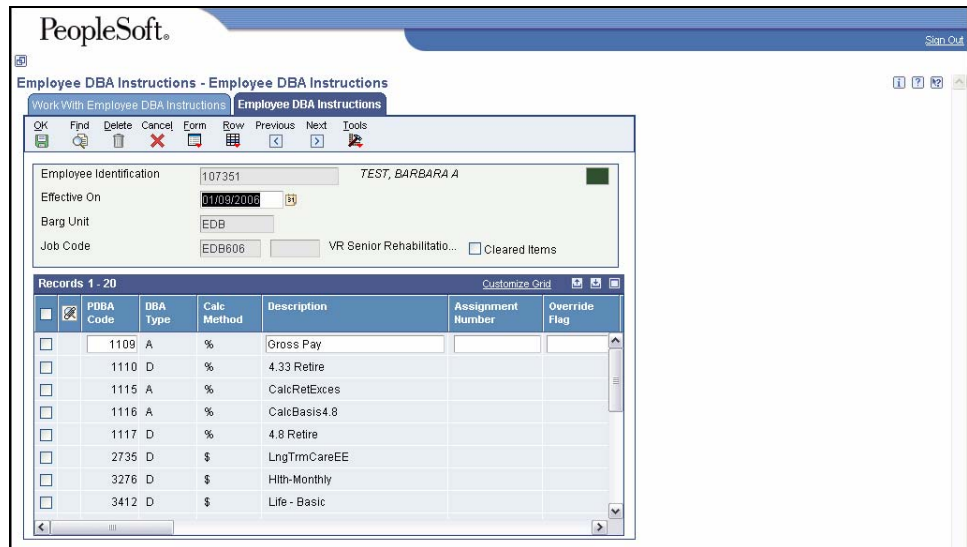 PeopleSoft®
Sign Out
Employee DBA Instructions - Employee DBA Instructions
Work With Employee DBA Instructions Employee DBA Instructions
OK Find Delete Cancel Form Row Previous Next Tools
Employee Identification 107351 TEST, BARBARA A
Effective On 01/09/2006
Barg Unit EDB
Job Code EDB606 VR Senior Rehabilitatio... Cleared Items
Records 1 - 20 Customize Grid
PDBA Code DBA Type Calc Method Description Assignment Number Override Flag
1109 A % Gross Pay
1110 D % 4.33 Retire
1115 A % CalcRetExces
1116 A % CalcBasis4.8
1117 D % 4.8 Retire
2735 D $ LngTrmCareEE
3276 D $ Hlth-Monthly
3412 D $ Life - Basic